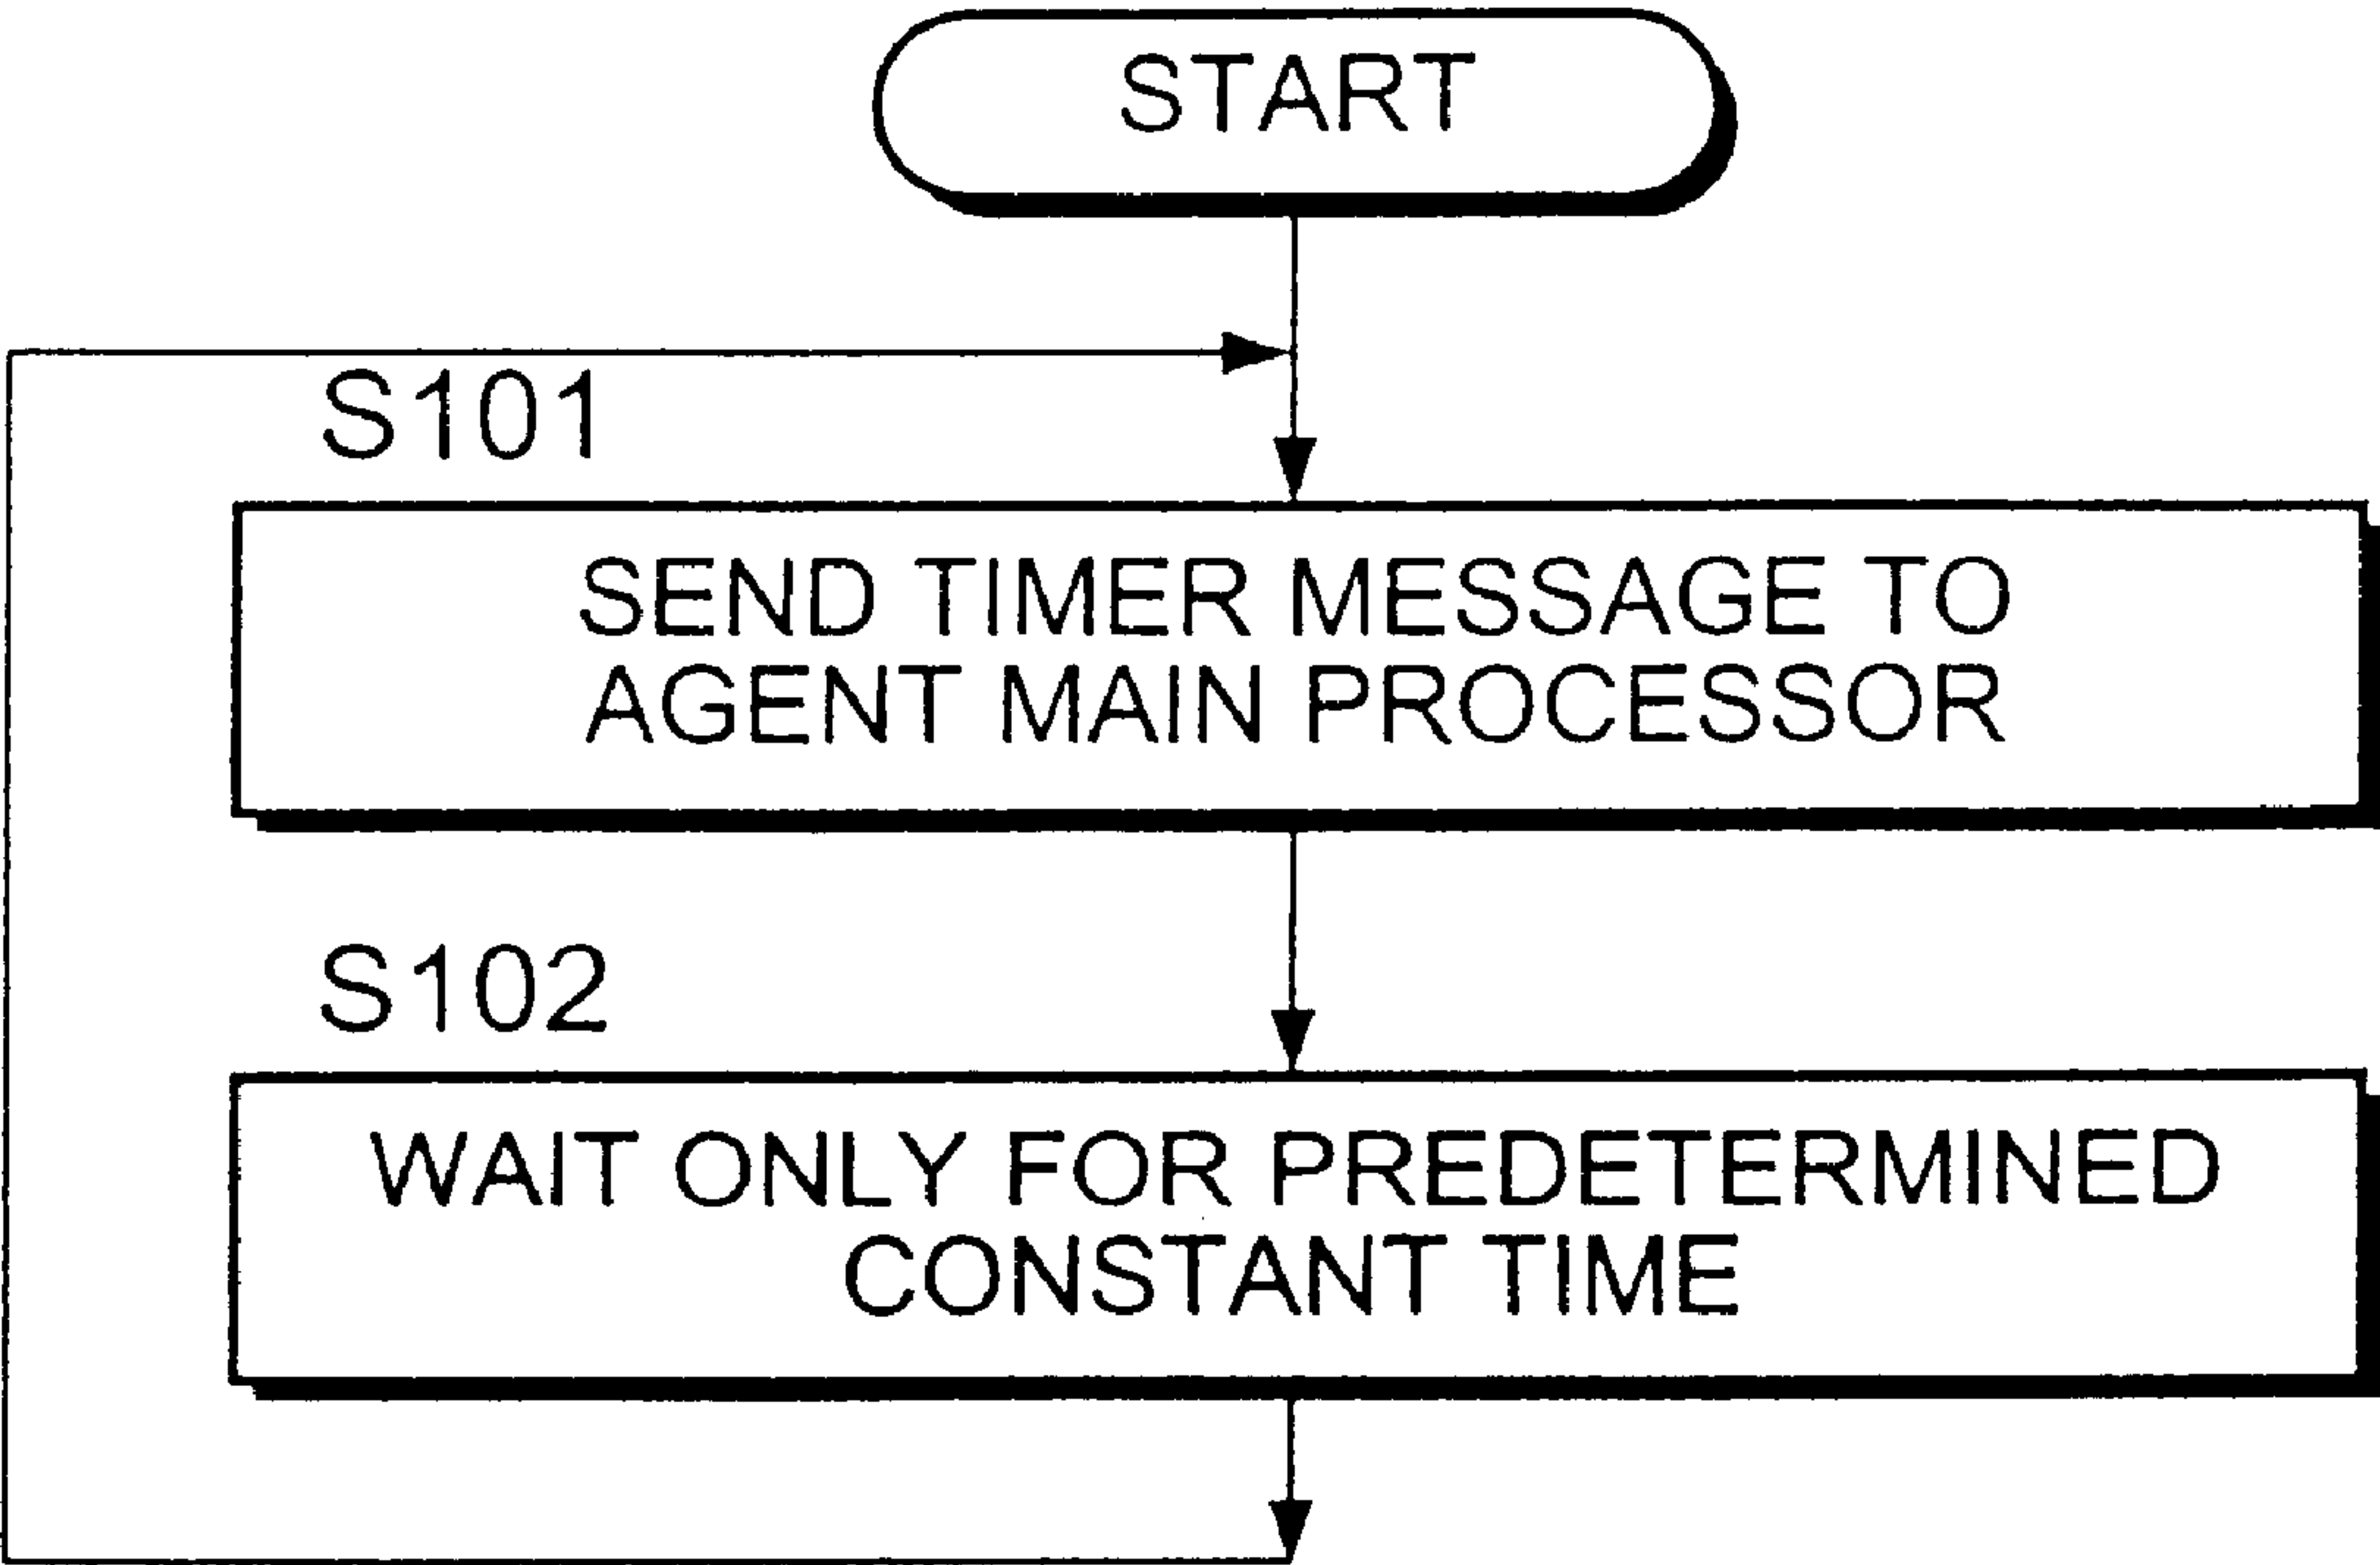 START
S101
SEND TIMER MESSAGE TO
AGENT MAIN PROCESSOR
S102
WAIT ONLY FOR PREDETERMINED
CONSTANT TIME